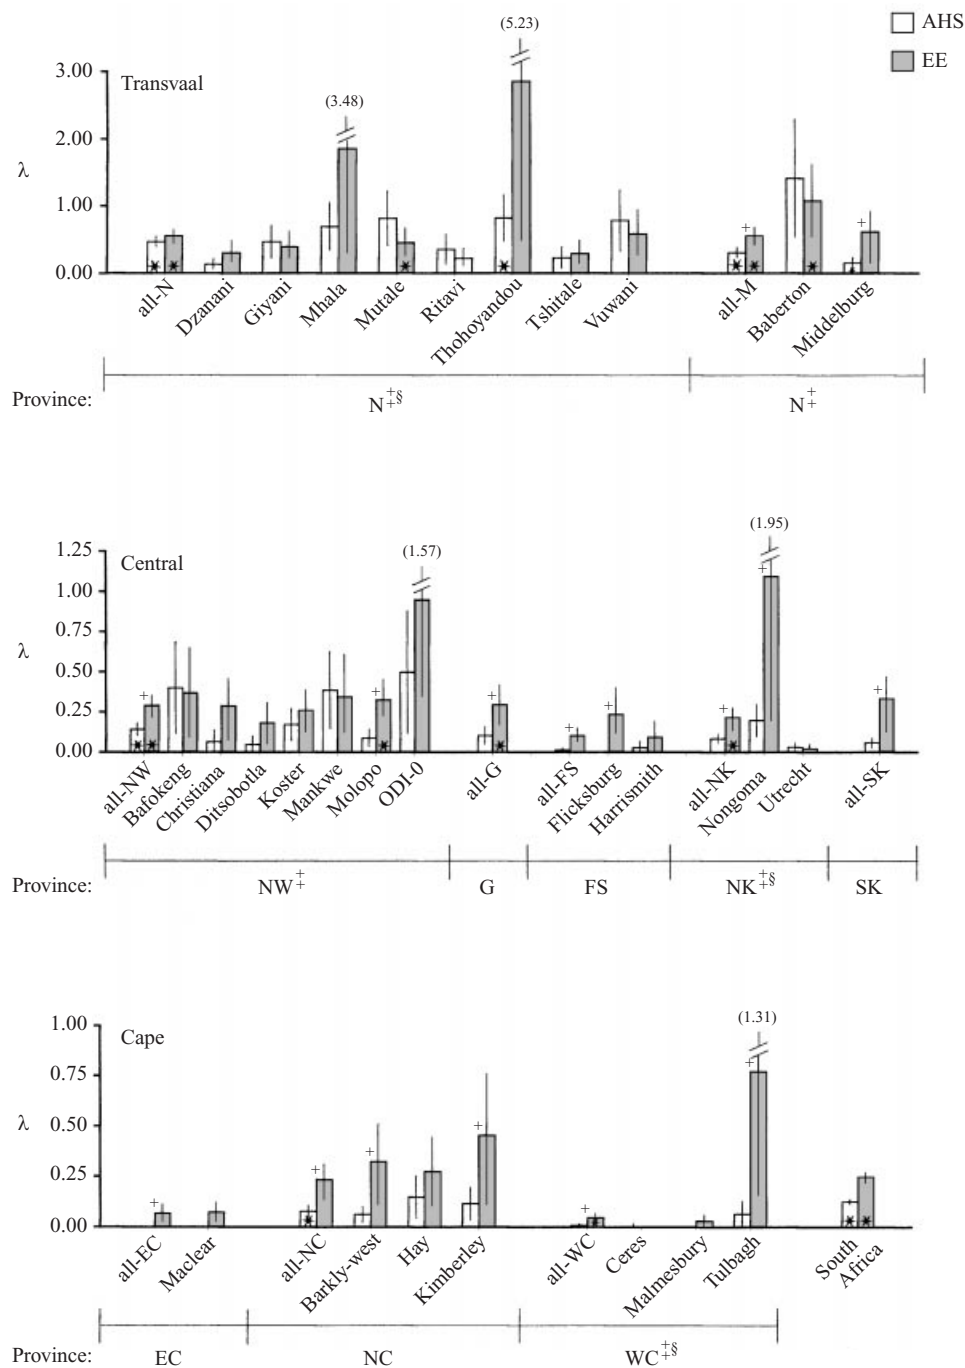 (5.23)
AHS
EE
3.00
Transvaal
(3.48)
2.00
λ
1.00
0.00
all-N
Dzanani
Giyani
Mhala
Mutale
Ritavi
Thohoyandou
Tshitale
Vuwani
all-M
Baberton
Middelburg
Province:
N‡§
N‡
(1.95)
1.25
Central
(1.57)
1.00
0.75
λ
0.50
0.25
0.00
all-NW
Bafokeng
Christiana
Ditsobotla
Koster
Mankwe
Molopo
ODI-0
all-G
all-FS
Flicksburg
Harrismith
all-NK
Nongoma
Utrecht
all-SK
Province:
NW‡
G
FS
NK‡§
SK
1.00
Cape
(1.31)
0.75
λ
0.50
0.25
0.00
all-EC
Maclear
all-NC
Barkly-west
Hay
Kimberley
all-WC
Ceres
Malmesbury
Tulbagh
South
Africa
Province:
EC
NC
WC‡§